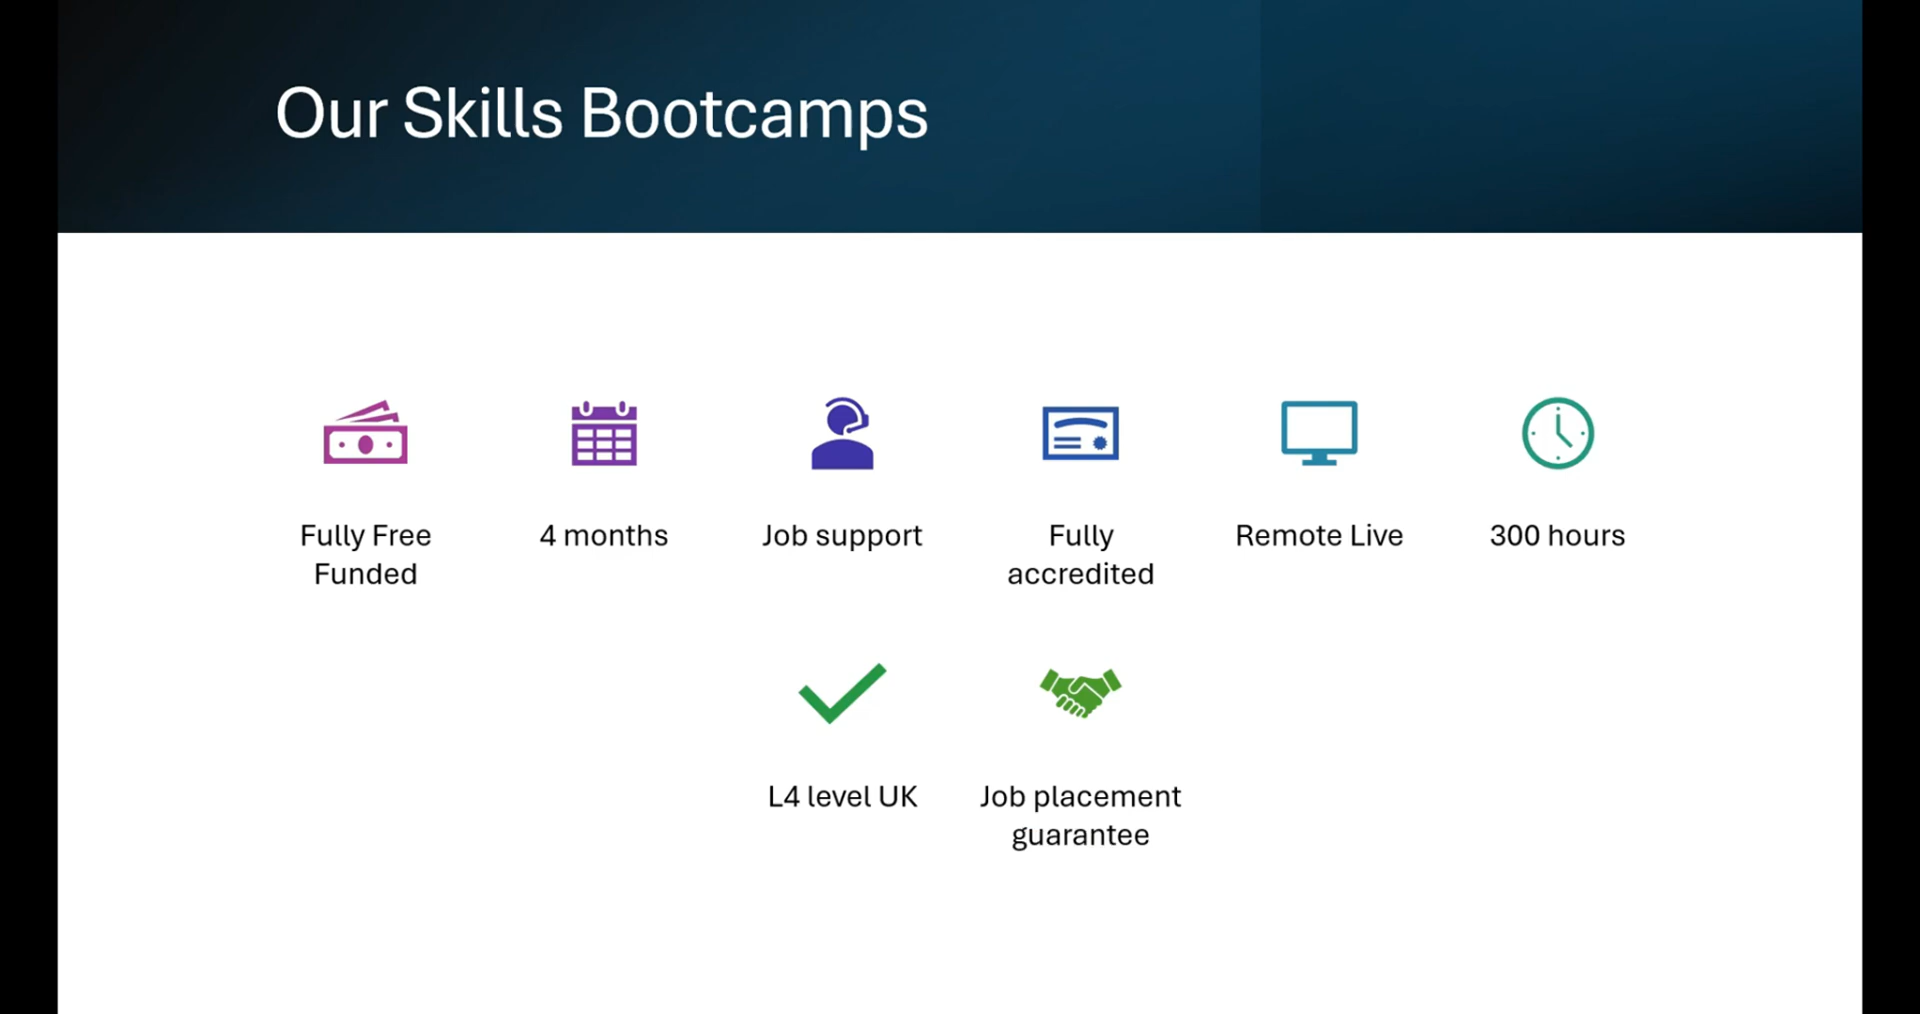 Our Skills Bootcamps
Fully Free
Funded
4 months
Job support
Fully
accredited
Remote Live
300 hours
L4 level UK
Job placement
guarantee